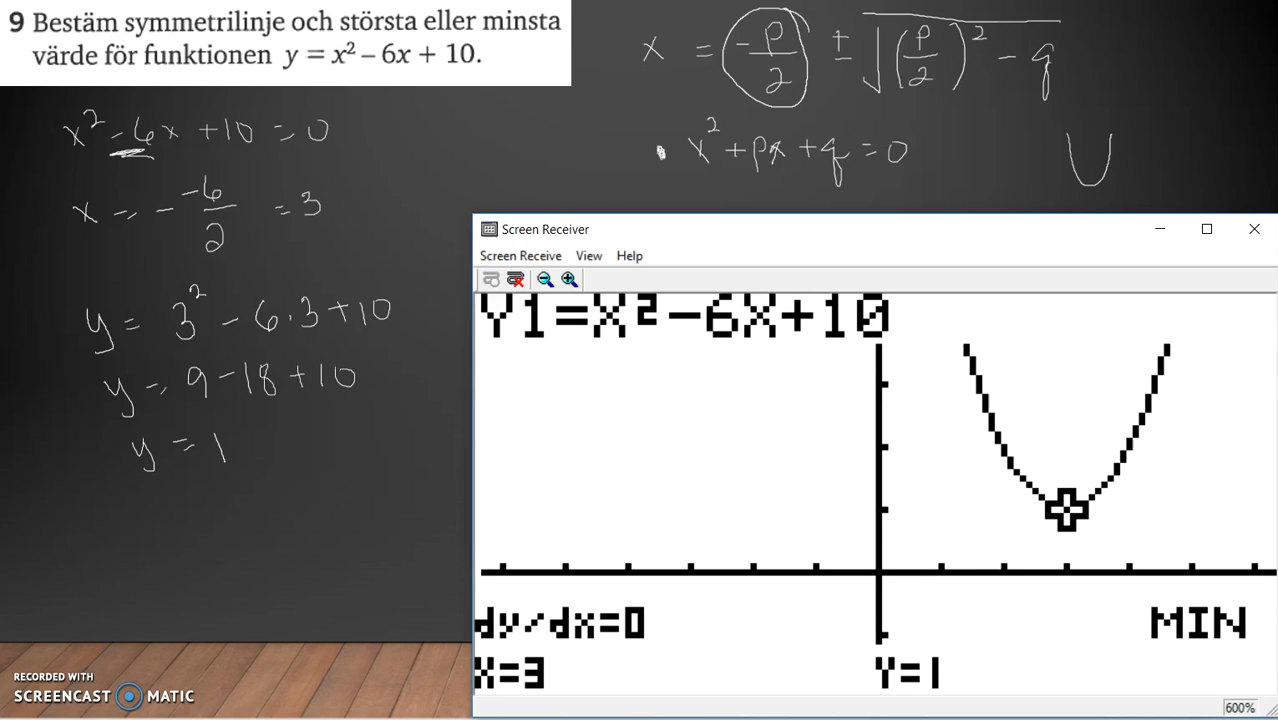 9 Bestäm symmetrilinje och största eller minsta
värde för funktionen y = x² – 6x + 10.
x² - 6x + 10 = 0
x = - -6/2 = 3
y = 3² - 6·3 + 10
y = 9 - 18 + 10
y = 1
x = -p/2 ± √((p/2)² - q)
x² + px + q = 0
Screen Receiver
Screen Receive View Help
Y1=X²-6X+10
dy/dx=0 MIN
X=3 Y=1
600%
RECORDED WITH
SCREENCAST MATIC